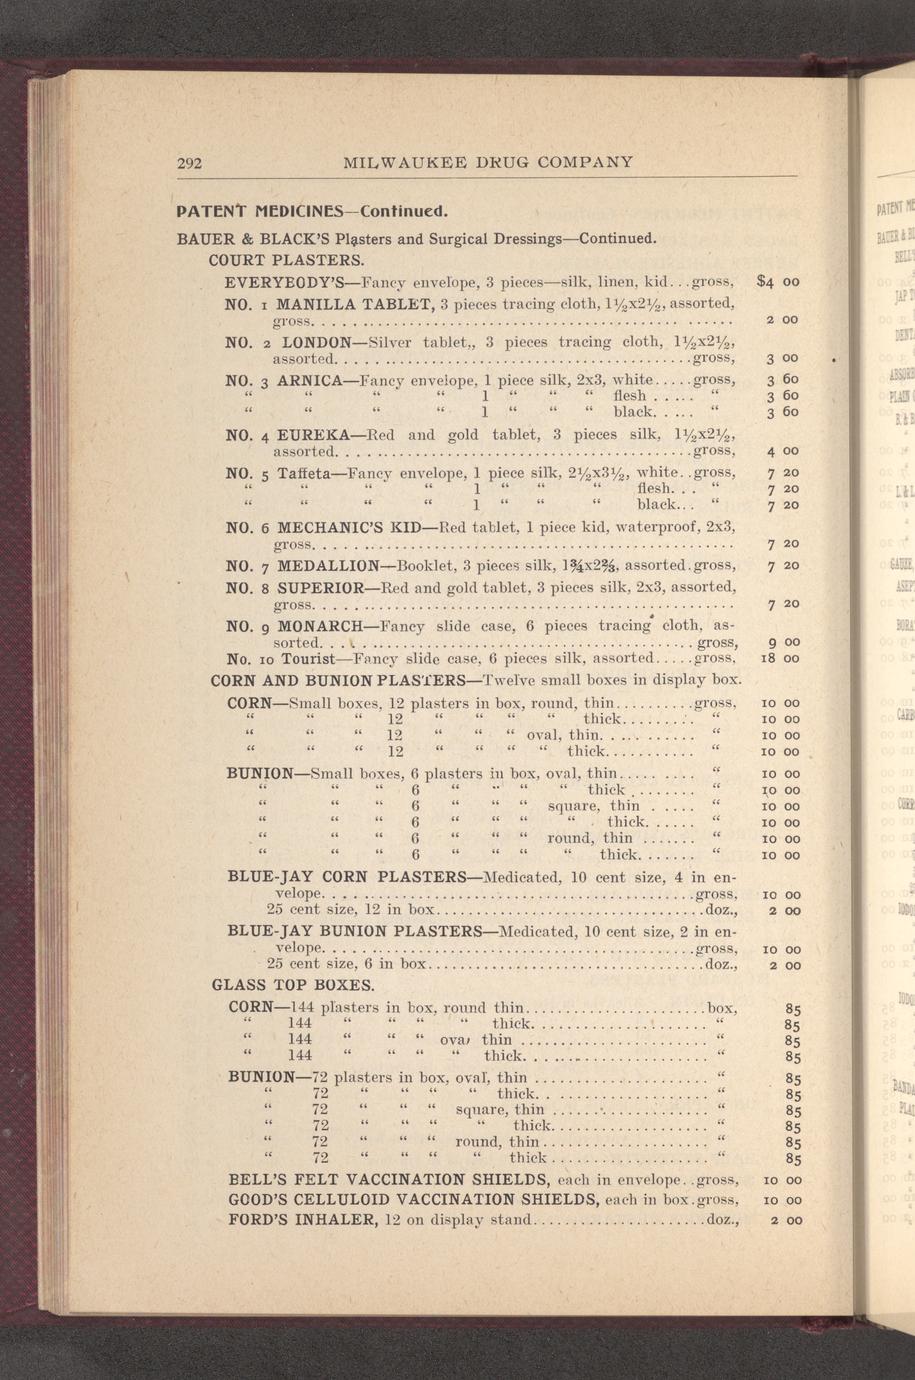 292 MILWAUKEE DRUG COMPANY
PATENT MEDICINES—Continued.
BAUER & BLACK'S Plasters and Surgical Dressings—Continued.
COURT PLASTERS.
EVERYBODY'S—Fancy envelope, 3 pieces—silk, linen, kid...gross, $4 00
NO. 1 MANILLA TABLET, 3 pieces tracing cloth, 1½x2½, assorted,
gross.................................................. 2 00
NO. 2 LONDON—Silver tablet,, 3 pieces tracing cloth, 1½x2½,
assorted..........................................gross, 3 00
NO. 3 ARNICA—Fancy envelope, 1 piece silk, 2x3, white.....gross, 3 60
“ “ “ “ 1 “ “ “ flesh...... “ 3 60
“ “ “ “ 1 “ “ “ black...... “ 3 60
NO. 4 EUREKA—Red and gold tablet, 3 pieces silk, 1½x2½,
assorted..........................................gross, 4 00
NO. 5 Taffeta—Fancy envelope, 1 piece silk, 2½x3½, white..gross, 7 20
“ “ “ “ 1 “ “ “ flesh... “ 7 20
“ “ “ “ 1 “ “ “ black... “ 7 20
NO. 6 MECHANIC'S KID—Red tablet, 1 piece kid, waterproof, 2x3,
gross.................................................. 7 20
NO. 7 MEDALLION—Booklet, 3 pieces silk, 1¾x2⅔, assorted.gross, 7 20
NO. 8 SUPERIOR—Red and gold tablet, 3 pieces silk, 2x3, assorted,
gross.................................................. 7 20
NO. 9 MONARCH—Fancy slide case, 6 pieces tracing cloth, as-
sorted............................................gross, 9 00
No. 10 Tourist—Fancy slide case, 6 pieces silk, assorted.....gross, 18 00
CORN AND BUNION PLASTERS—Twelve small boxes in display box.
CORN—Small boxes, 12 plasters in box, round, thin..........gross, 10 00
“ “ “ 12 “ “ “ “ thick......... “ 10 00
“ “ “ 12 “ “ “ oval, thin........... “ 10 00
“ “ “ 12 “ “ “ “ thick........... “ 10 00
BUNION—Small boxes, 6 plasters in box, oval, thin.......... “ 10 00
“ “ “ 6 “ “ “ “ thick........ “ 10 00
“ “ “ 6 “ “ “ square, thin..... “ 10 00
“ “ “ 6 “ “ “ “ thick....... “ 10 00
“ “ “ 6 “ “ “ round, thin....... “ 10 00
“ “ “ 6 “ “ “ “ thick....... “ 10 00
BLUE-JAY CORN PLASTERS—Medicated, 10 cent size, 4 in en-
velope............................................gross, 10 00
25 cent size, 12 in box.................................doz., 2 00
BLUE-JAY BUNION PLASTERS—Medicated, 10 cent size, 2 in en-
velope............................................gross, 10 00
25 cent size, 6 in box..................................doz., 2 00
GLASS TOP BOXES.
CORN—144 plasters in box, round thin.......................box, 85
“ 144 “ “ “ “ thick....................... “ 85
“ 144 “ “ “ oval thin ........................ “ 85
“ 144 “ “ “ “ thick........................ “ 85
BUNION—72 plasters in box, oval, thin ...................... “ 85
“ 72 “ “ “ “ thick...................... “ 85
“ 72 “ “ “ square, thin .................... “ 85
“ 72 “ “ “ “ thick.................... “ 85
“ 72 “ “ “ round, thin..................... “ 85
“ 72 “ “ “ “ thick .................... “ 85
BELL'S FELT VACCINATION SHIELDS, each in envelope..gross, 10 00
GOOD'S CELLULOID VACCINATION SHIELDS, each in box.gross, 10 00
FORD'S INHALER, 12 on display stand......................doz., 2 00